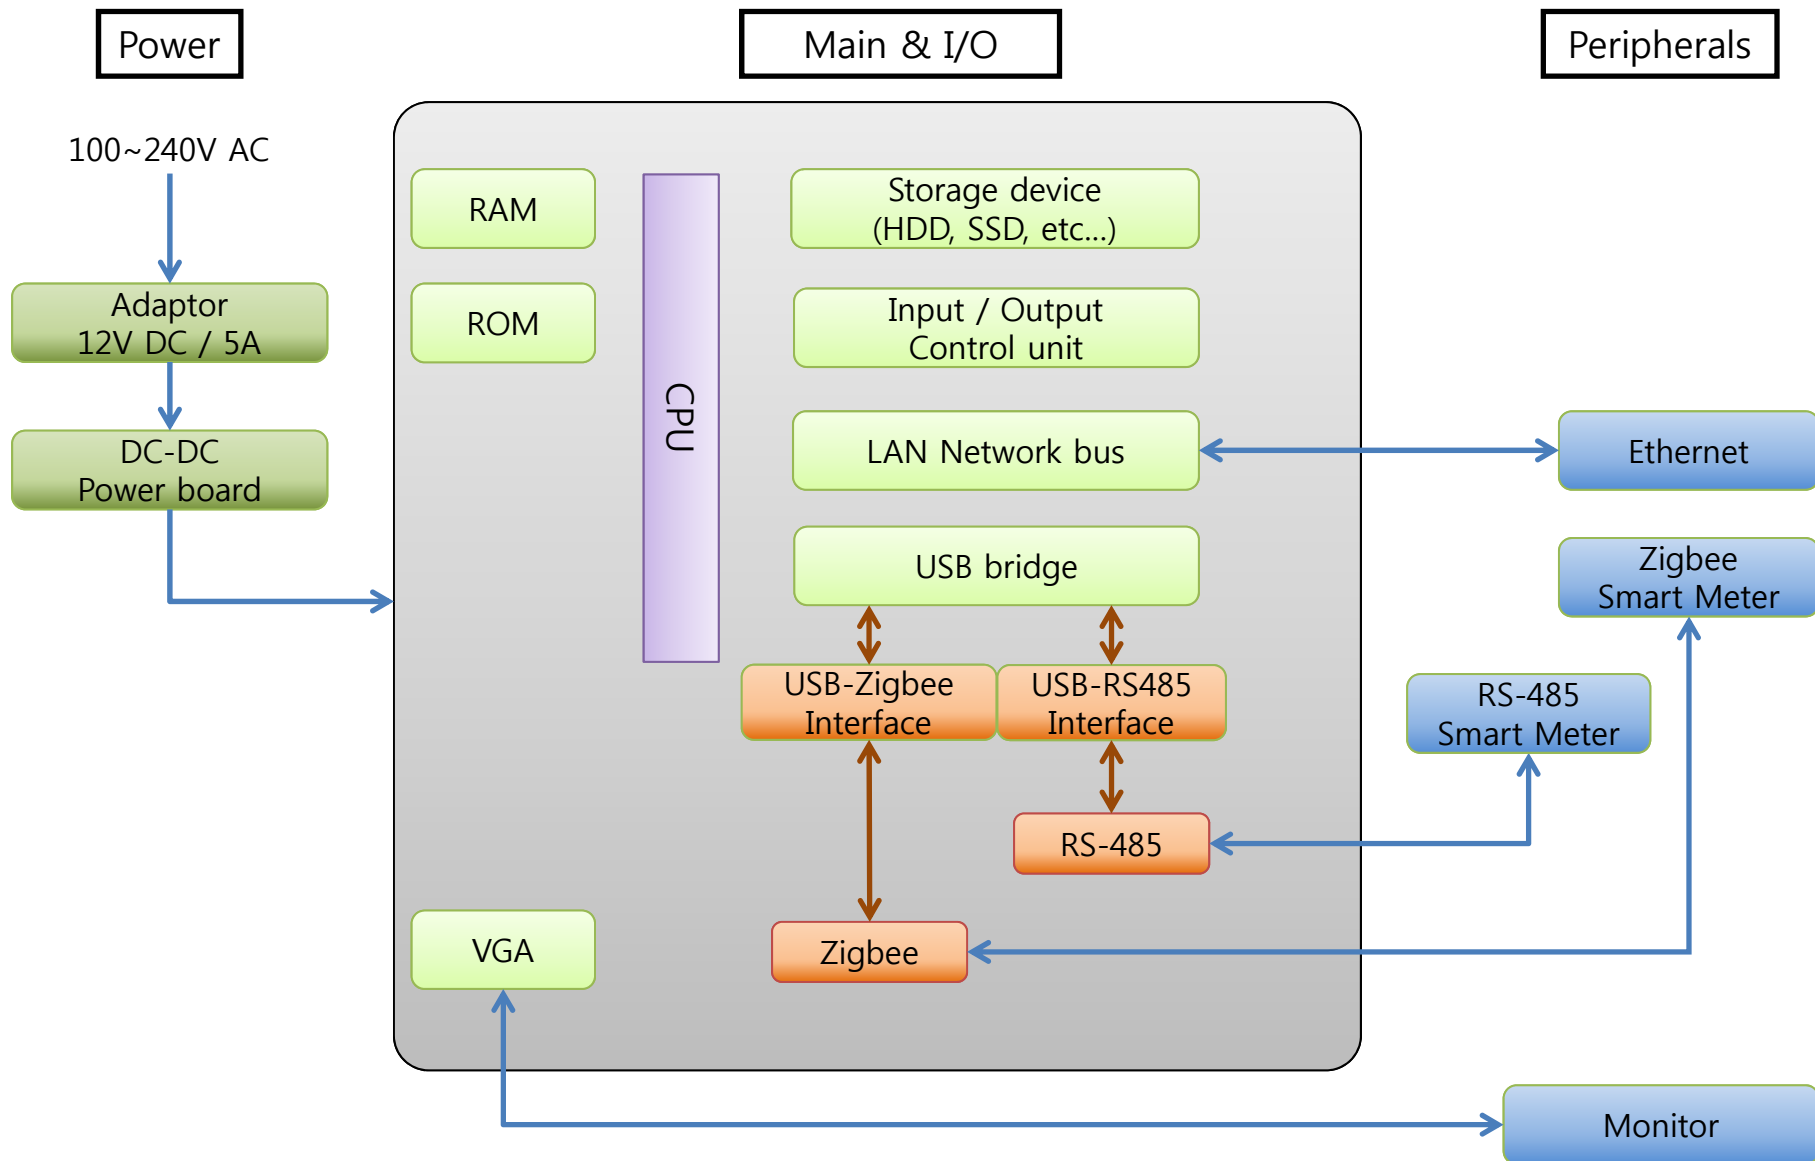 Power
Main & I/O
Peripherals
100~240V AC
Adaptor
12V DC / 5A
DC-DC
Power board
RAM
ROM
CPU
Storage device
(HDD, SSD, etc...)
Input / Output
Control unit
LAN Network bus
USB bridge
USB-Zigbee
Interface
USB-RS485
Interface
RS-485
Zigbee
VGA
Ethernet
Zigbee
Smart Meter
RS-485
Smart Meter
Monitor